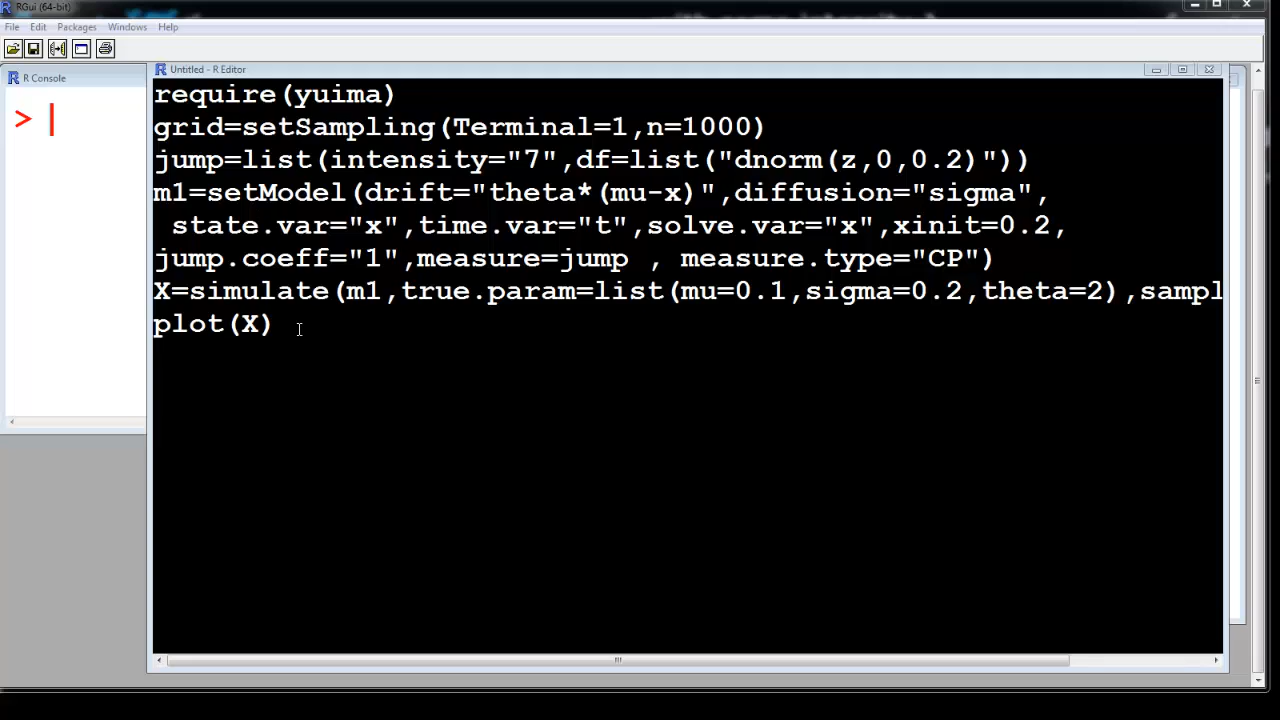 RGui (64-bit)
File Edit Packages Windows Help
R Console
>
Untitled - R Editor
require(yuima)
grid=setSampling(Terminal=1,n=1000)
jump=list(intensity="7",df=list("dnorm(z,0,0.2)"))
m1=setModel(drift="theta*(mu-x)",diffusion="sigma",
state.var="x",time.var="t",solve.var="x",xinit=0.2,
jump.coeff="1",measure=jump , measure.type="CP")
X=simulate(m1,true.param=list(mu=0.1,sigma=0.2,theta=2),sampl
plot(X)